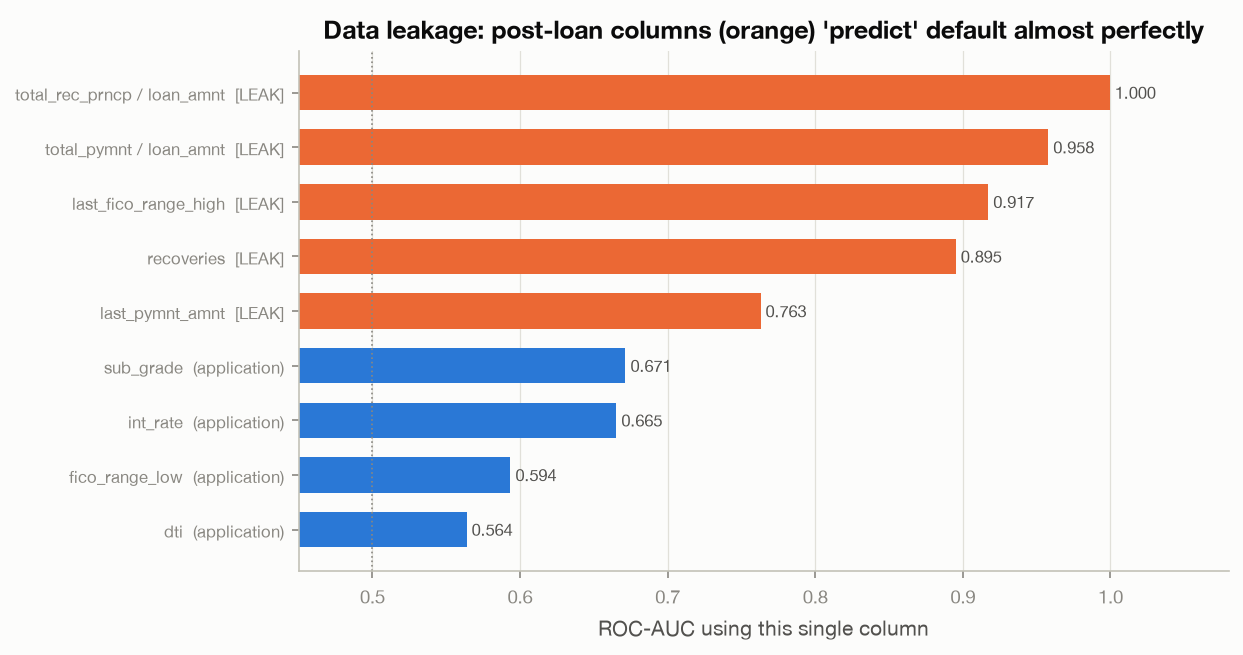 Data leakage: post-loan columns (orange) 'predict' default almost perfectly
total_rec_prncp / loan_amnt [LEAK] 1.000
total_pymnt / loan_amnt [LEAK] 0.958
last_fico_range_high [LEAK] 0.917
recoveries [LEAK] 0.895
last_pymnt_amnt [LEAK] 0.763
sub_grade (application) 0.671
int_rate (application) 0.665
fico_range_low (application) 0.594
dti (application) 0.564
0.5 0.6 0.7 0.8 0.9 1.0
ROC-AUC using this single column